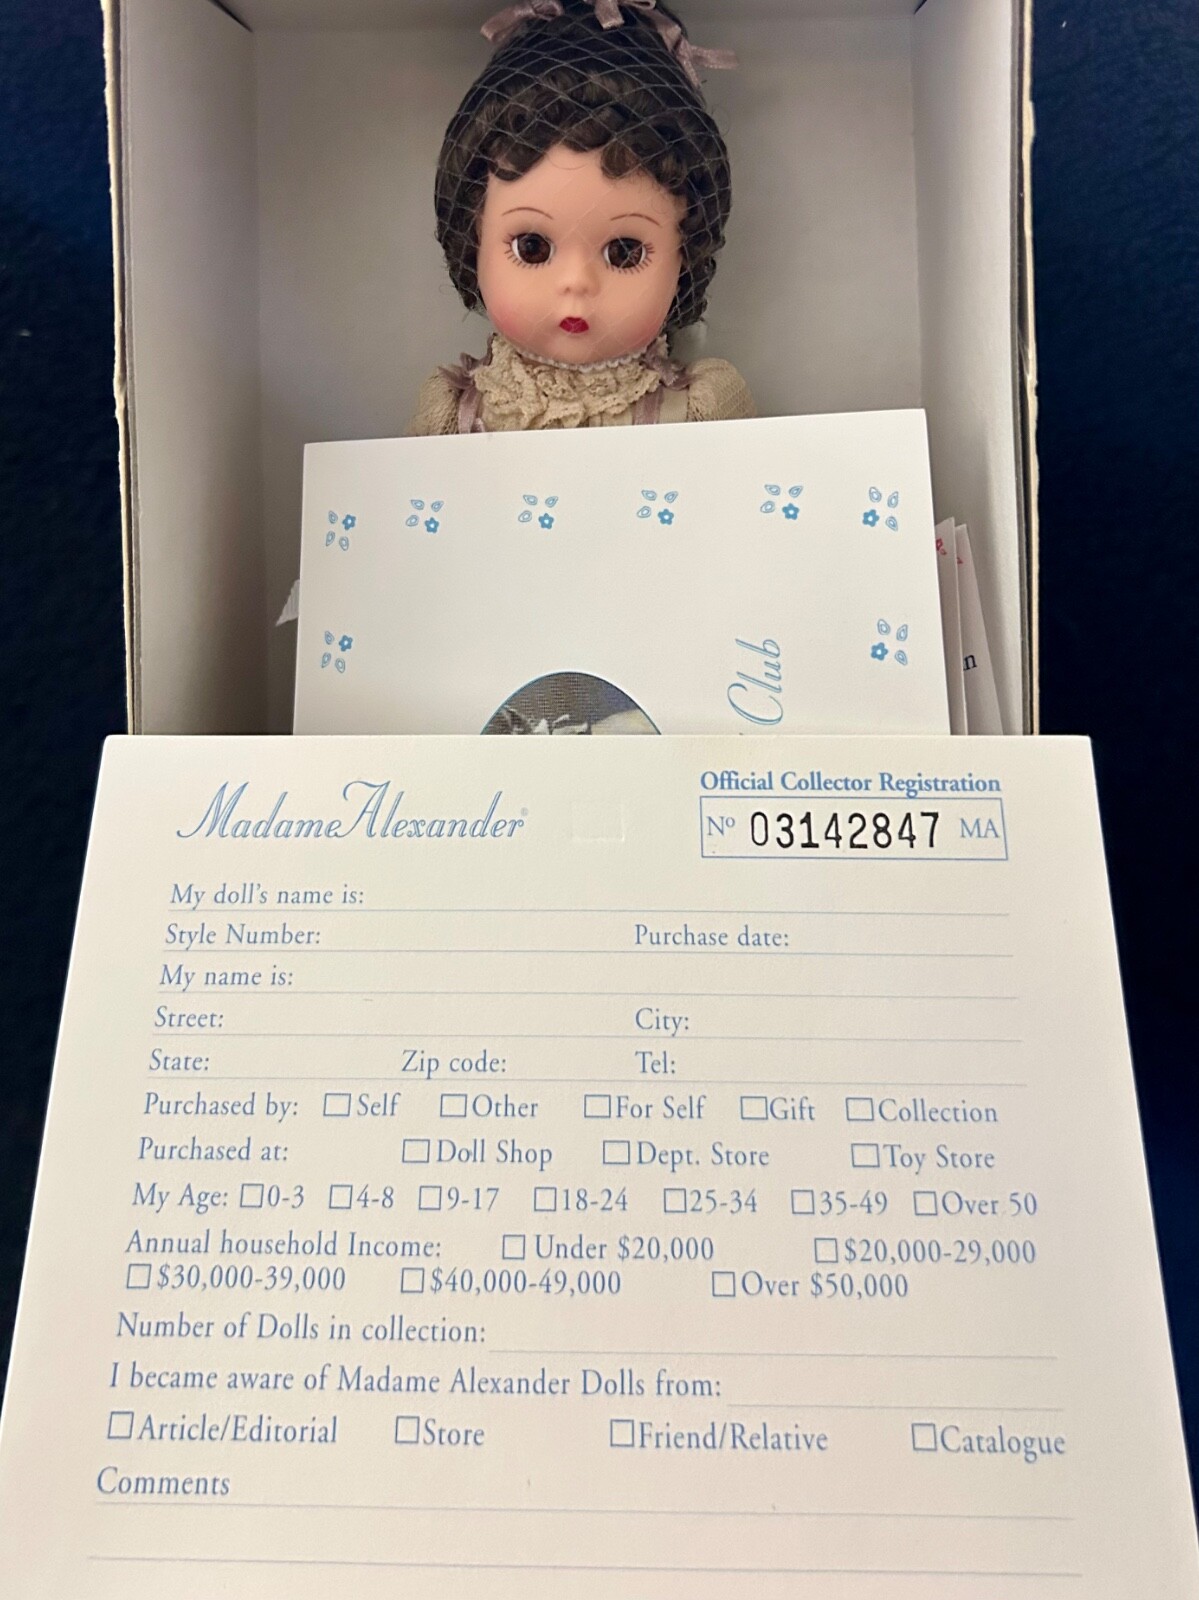 Club
n
Madame Alexander®
Official Collector Registration
Nº 03142847 MA
My doll's name is:
Style Number: Purchase date:
My name is:
Street: City:
State: Zip code: Tel:
Purchased by: Self Other For Self Gift Collection
Purchased at: Doll Shop Dept. Store Toy Store
My Age: 0-3 4-8 9-17 18-24 25-34 35-49 Over 50
Annual household Income: Under $20,000 $20,000-29,000
$30,000-39,000 $40,000-49,000 Over $50,000
Number of Dolls in collection:
I became aware of Madame Alexander Dolls from:
Article/Editorial Store Friend/Relative Catalogue
Comments